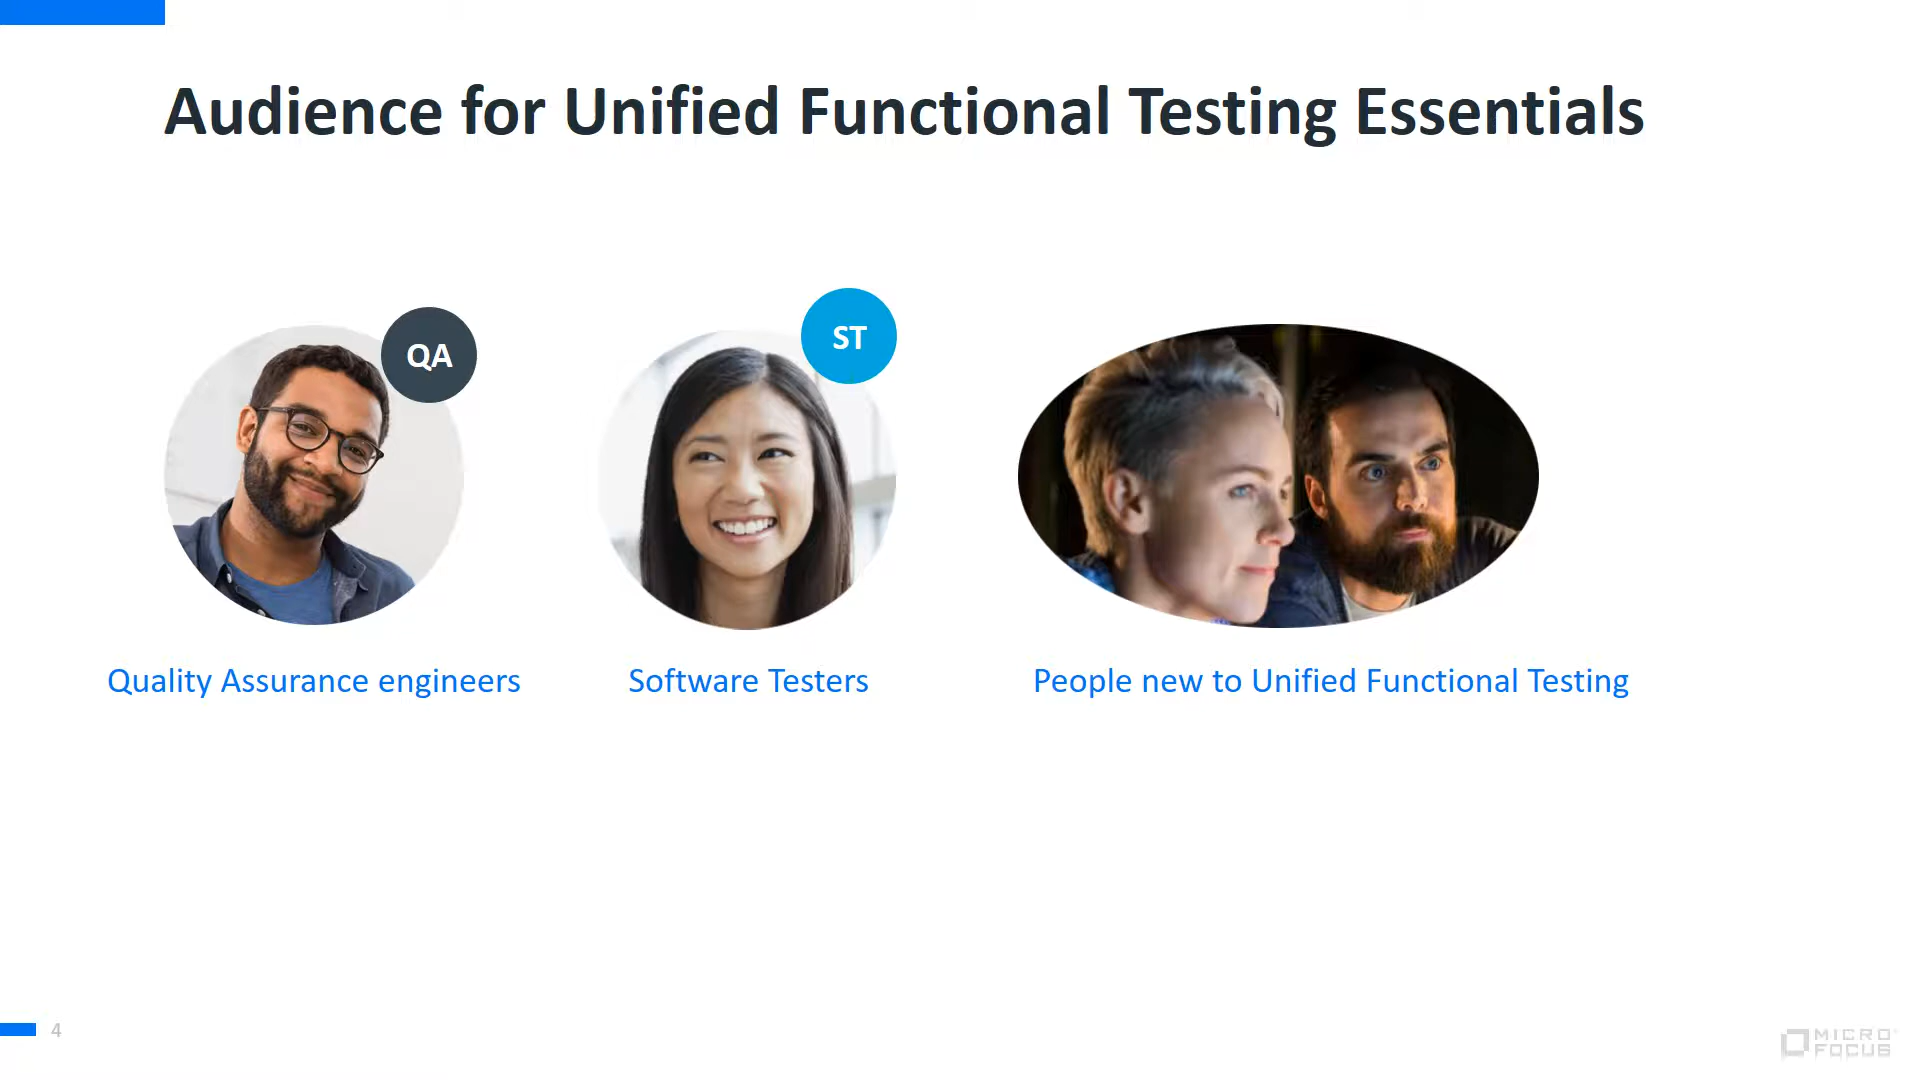 Audience for Unified Functional Testing Essentials
QA
ST
Quality Assurance engineers
Software Testers
People new to Unified Functional Testing
4
MICRO
FOCUS